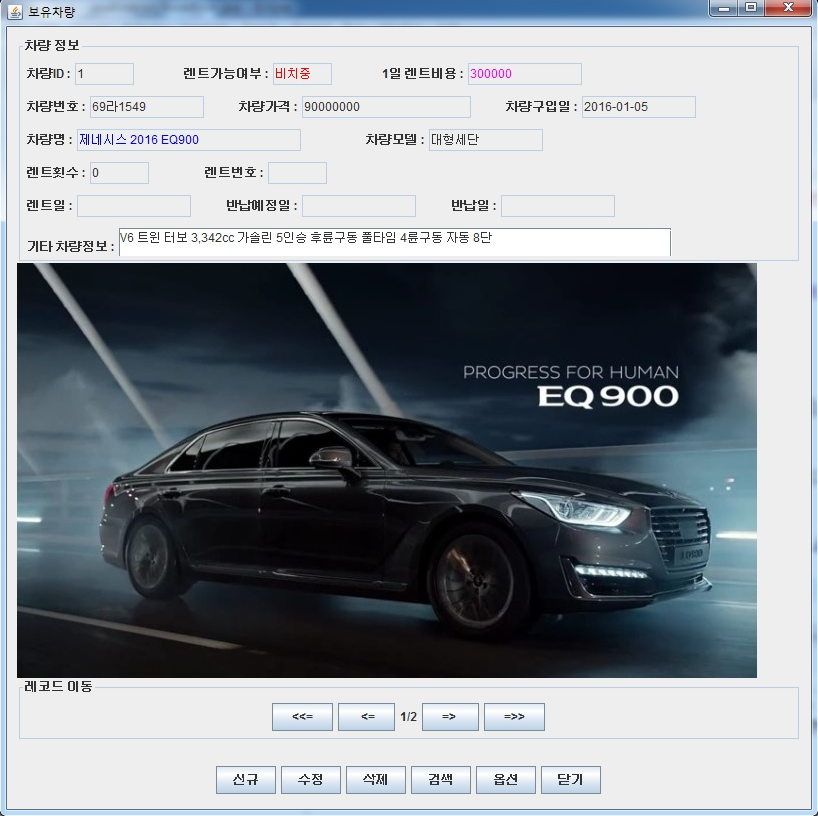 보유차량
차량 정보
차량ID : 1 렌트가능여부 : 비치중 1일 렌트비용 : 300000
차량번호 : 69라1549 차량가격 : 90000000 차량구입일 : 2016-01-05
차량명 : 제네시스 2016 EQ900 차량모델 : 대형세단
렌트횟수 : 0 렌트번호 :
렌트일 : 반납예정일 : 반납일 :
기타 차량정보 : V6 트윈 터보 3,342cc 가솔린 5인승 후륜구동 풀타임 4륜구동 자동 8단
PROGRESS FOR HUMAN
EQ 900
레코드 이동
<<= <= 1/2 => =>>
신규 수정 삭제 검색 옵션 닫기